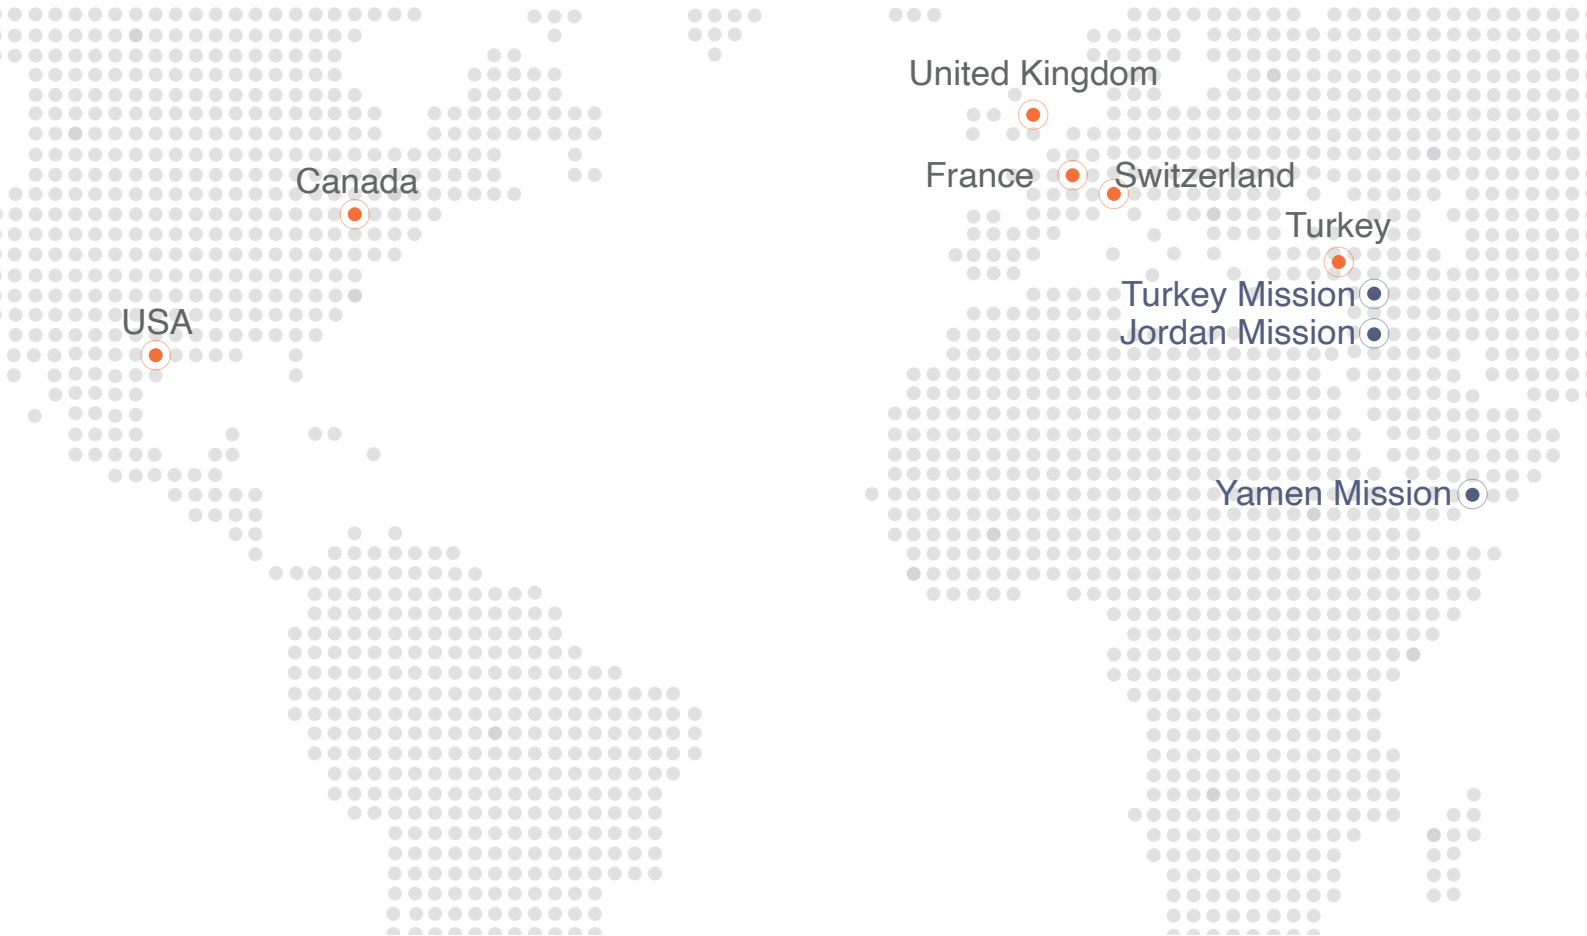 United Kingdom
France
Switzerland
Canada
Turkey
Turkey Mission
USA
Jordan Mission
Yamen Mission